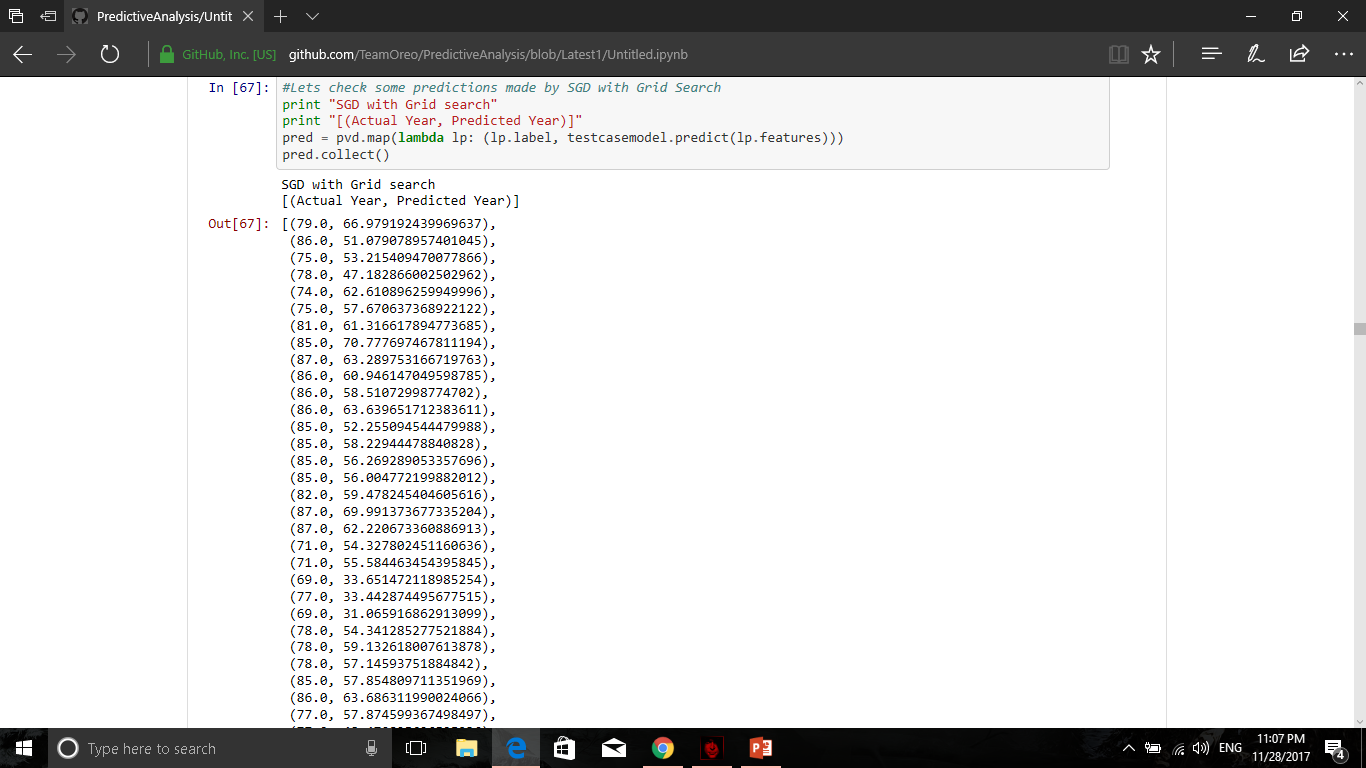 PredictiveAnalysis/Untit
GitHub, Inc. [US] github.com/TeamOreo/PredictiveAnalysis/blob/Latest1/Untitled.ipynb
In [67]: #Lets check some predictions made by SGD with Grid Search
print "SGD with Grid search"
print "[(Actual Year, Predicted Year)]"
pred = pvd.map(lambda lp: (lp.label, testcasemodel.predict(lp.features)))
pred.collect()
SGD with Grid search
[(Actual Year, Predicted Year)]
Out[67]: [(79.0, 66.979192439969637),
(86.0, 51.079078957401045),
(75.0, 53.215409470077866),
(78.0, 47.182866002502962),
(74.0, 62.610896259949996),
(75.0, 57.670637368922122),
(81.0, 61.316617894773685),
(85.0, 70.777697467811194),
(87.0, 63.289753166719763),
(86.0, 60.946147049598785),
(86.0, 58.51072998774702),
(86.0, 63.639651712383611),
(85.0, 52.255094544479988),
(85.0, 58.22944478840828),
(85.0, 56.269289053357696),
(85.0, 56.004772199882012),
(82.0, 59.478245404605616),
(87.0, 69.991373677335204),
(87.0, 62.220673360886913),
(71.0, 54.327802451160636),
(71.0, 55.584463454395845),
(69.0, 33.651472118985254),
(77.0, 33.442874495677515),
(69.0, 31.065916862913099),
(78.0, 54.341285277521884),
(78.0, 59.132618007613878),
(78.0, 57.14593751884842),
(85.0, 57.854809711351969),
(86.0, 63.686311990024066),
(77.0, 57.874599367498497),
Type here to search
ENG
11:07 PM
11/28/2017
4